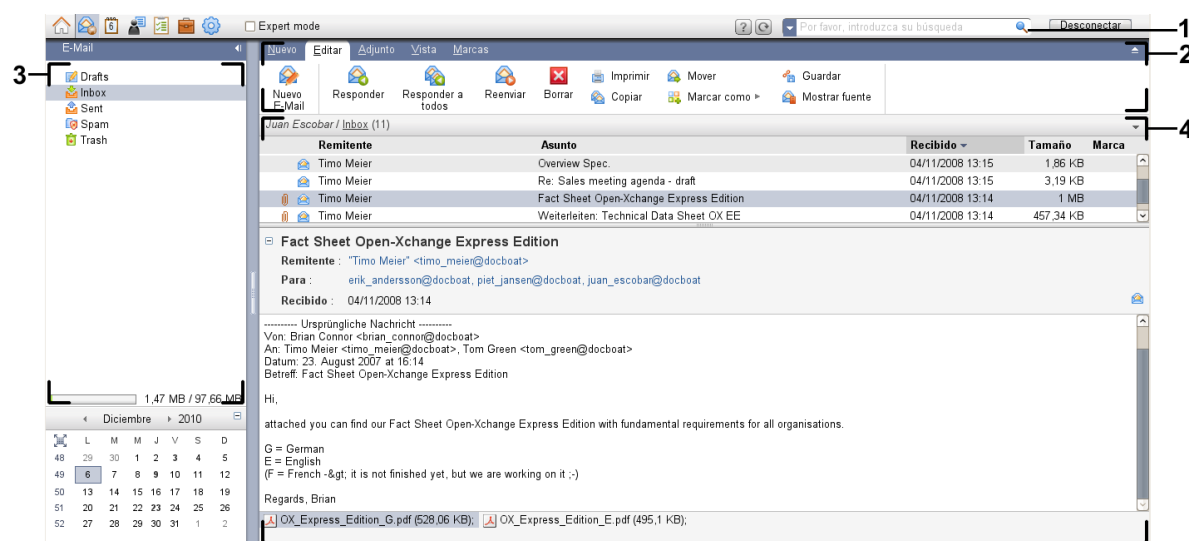 6 Expert mode ? Por favor, introduzca su búsqueda Desconectar 1
E-Mail Nuevo Editar Adjunto Vista Marcas 2
3 Drafts
Inbox
Sent
Spam
Trash
Nuevo E-Mail Responder Responder a todos Reenviar Borrar Imprimir Mover Guardar
Copiar Marcar como Mostrar fuente
Juan Escobar / Inbox (11) 4
Remitente Asunto Recibido Tamaño Marca
Timo Meier Overview Spec. 04/11/2008 13:15 1,86 KB
Timo Meier Re: Sales meeting agenda - draft 04/11/2008 13:15 3,19 KB
Timo Meier Fact Sheet Open-Xchange Express Edition 04/11/2008 13:14 1 MB
Timo Meier Weiterleiten: Technical Data Sheet OX EE 04/11/2008 13:14 457,34 KB
Fact Sheet Open-Xchange Express Edition
Remitente : "Timo Meier" <timo_meier@docboat>
Para : erik_andersson@docboat, piet_jansen@docboat, juan_escobar@docboat
Recibido : 04/11/2008 13:14
---------- Ursprüngliche Nachricht ----------
Von: Brian Connor <brian_connor@docboat>
An: Timo Meier <timo_meier@docboat>, Tom Green <tom_green@docboat>
Datum: 23. August 2007 at 16:14
Betreff: Fact Sheet Open-Xchange Express Edition
Hi,
attached you can find our Fact Sheet Open-Xchange Express Edition with fundamental requirements for all organisations.
G = German
E = English
(F = French -&gt; it is not finished yet, but we are working on it ;-)
Regards, Brian
OX_Express_Edition_G.pdf (528,06 KB); OX_Express_Edition_E.pdf (495,1 KB);
1,47 MB / 97,66 MB
Diciembre 2010
L M M J V S D
48 29 30 1 2 3 4 5
49 6 7 8 9 10 11 12
50 13 14 15 16 17 18 19
51 20 21 22 23 24 25 26
52 27 28 29 30 31 1 2